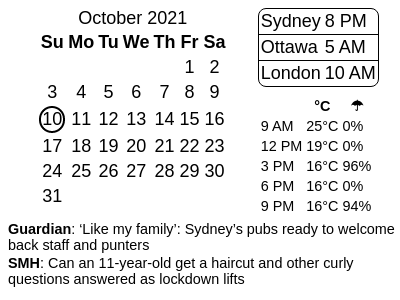 October 2021
Su Mo Tu We Th Fr Sa
1 2
3 4 5 6 7 8 9
10 11 12 13 14 15 16
17 18 19 20 21 22 23
24 25 26 27 28 29 30
31
Sydney 8 PM
Ottawa 5 AM
London 10 AM
°C ☂
9 AM 25°C 0%
12 PM 19°C 0%
3 PM 16°C 96%
6 PM 16°C 0%
9 PM 16°C 94%
Guardian: ‘Like my family’: Sydney’s pubs ready to welcome
back staff and punters
SMH: Can an 11-year-old get a haircut and other curly
questions answered as lockdown lifts